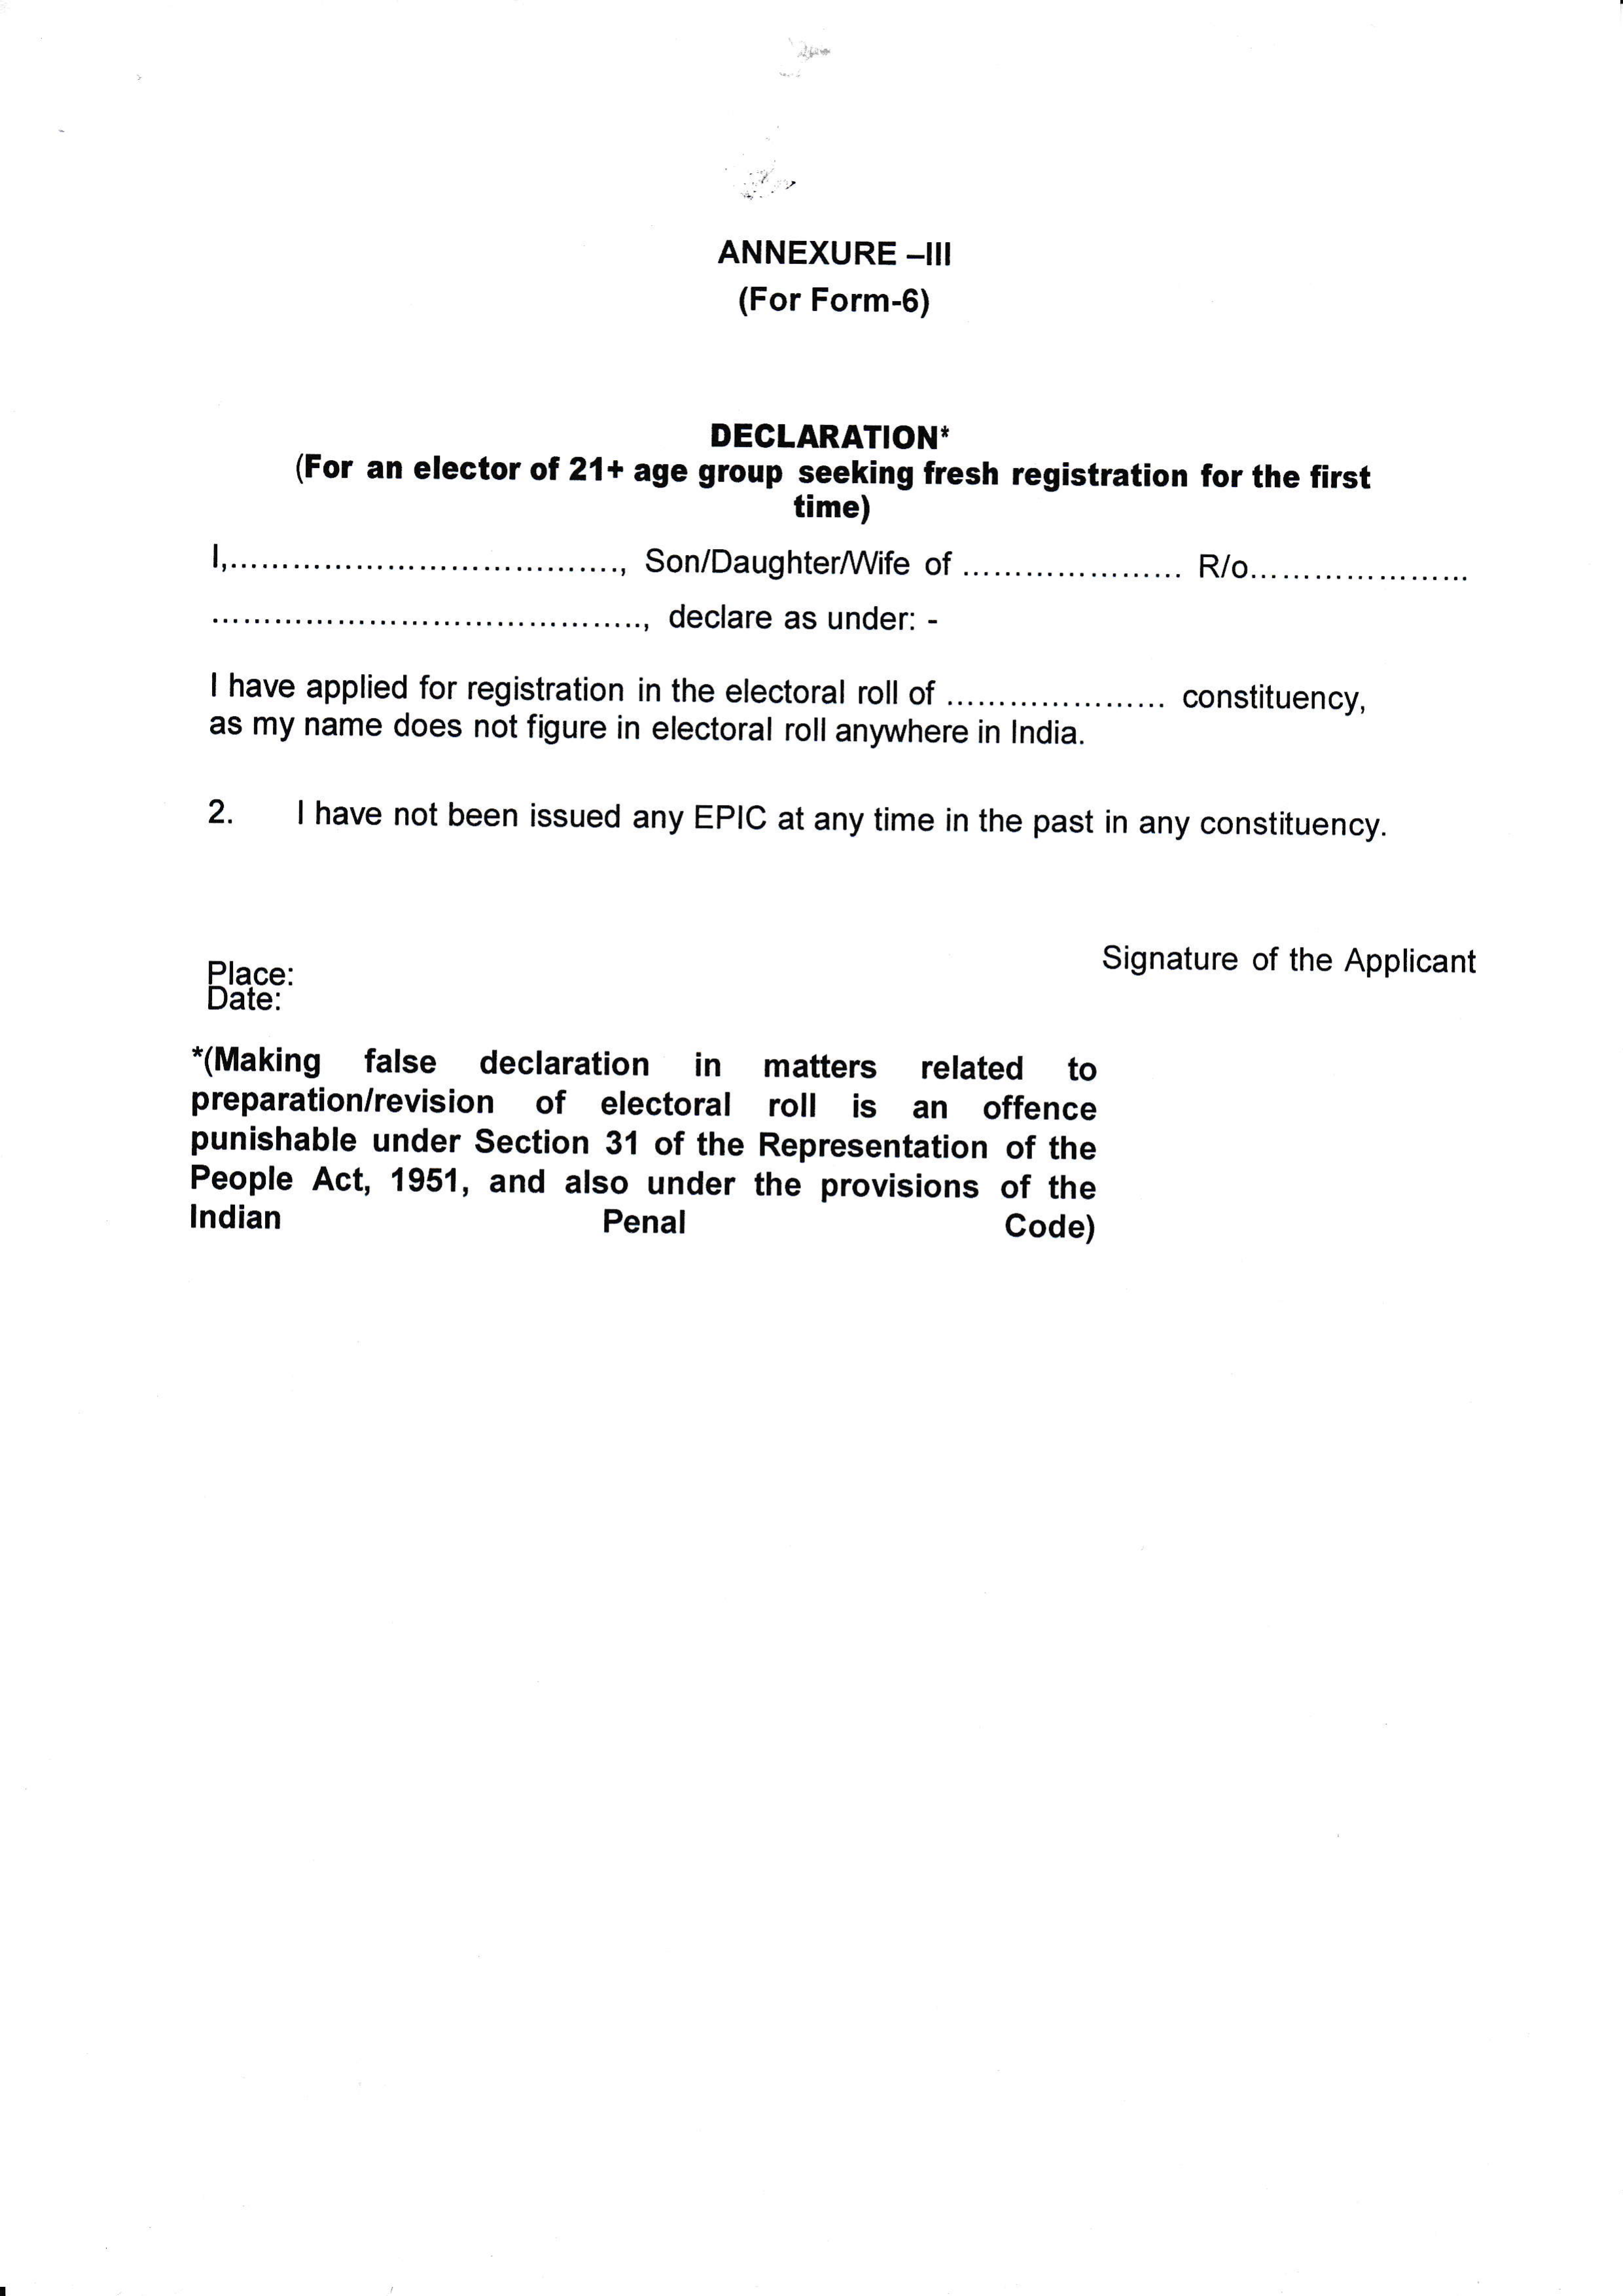 ANNEXURE –III
(For Form-6)
DECLARATION*
(For an elector of 21+ age group seeking fresh registration for the first
time)
I,......................................, Son/Daughter/Wife of ..................... R/o.....................
.........................................., declare as under: -
I have applied for registration in the electoral roll of ..................... constituency,
as my name does not figure in electoral roll anywhere in India.
2. I have not been issued any EPIC at any time in the past in any constituency.
Signature of the Applicant
Place:
Date:
*(Making false declaration in matters related to
preparation/revision of electoral roll is an offence
punishable under Section 31 of the Representation of the
People Act, 1951, and also under the provisions of the
Indian Penal Code)